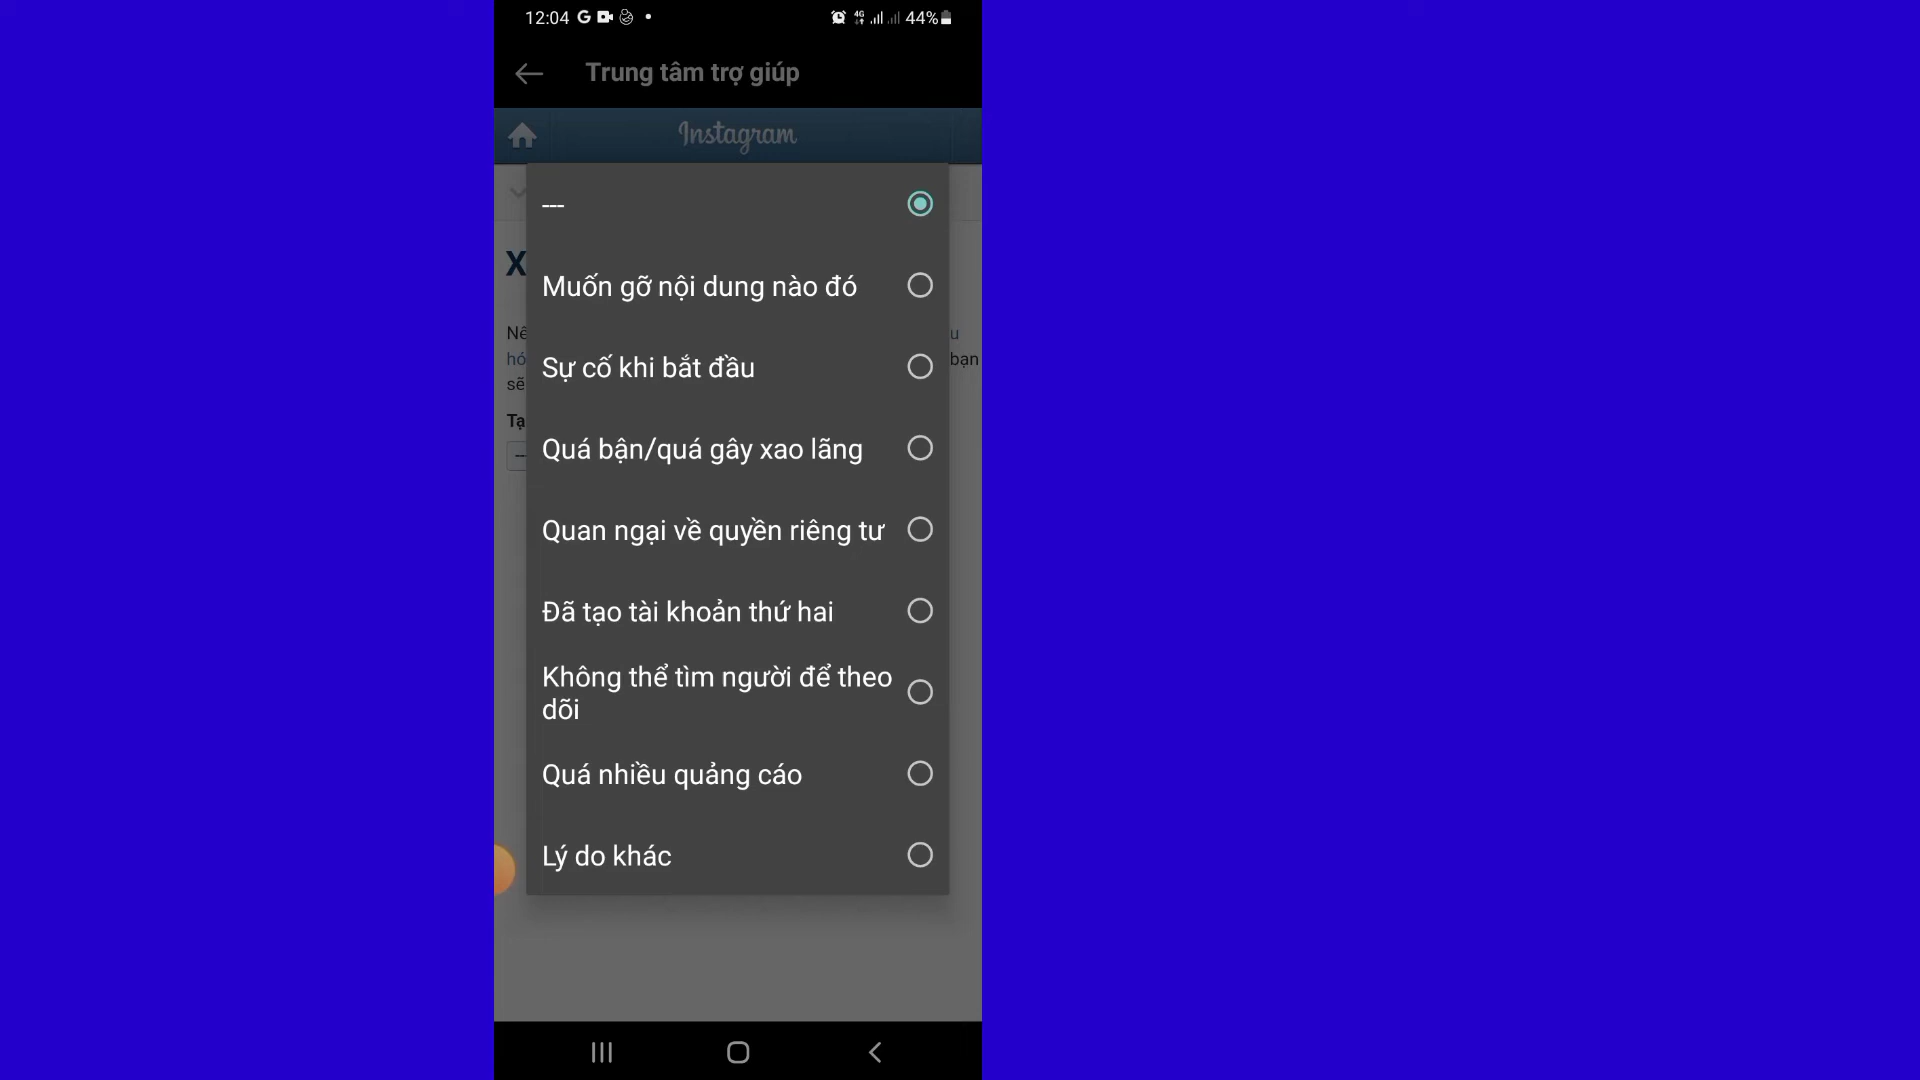 12:04
4G
44%
Trung tâm trợ giúp
Instagram
---
X
Muốn gỡ nội dung nào đó
Nế
u
hó
bạn
Sự cố khi bắt đầu
sẽ
Tạ
Quá bận/quá gây xao lãng
Quan ngại về quyền riêng tư
Đã tạo tài khoản thứ hai
Không thể tìm người để theo
dõi
Quá nhiều quảng cáo
Lý do khác